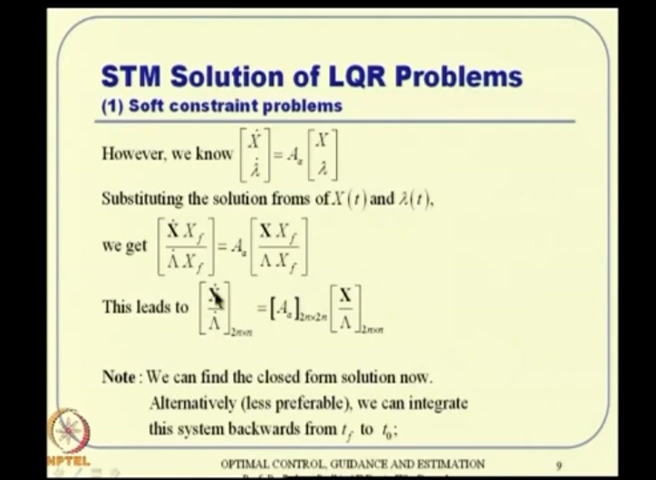 STM Solution of LQR Problems
(1) Soft constraint problems
However, we know [Ẋ λ̇] = Aₐ [X λ]
Substituting the solution froms of X(t) and λ(t),
we get [Ẋ X_f Λ̇ X_f] = Aₐ [X X_f Λ X_f]
This leads to [Ẋ Λ̇]₂ₙₓₙ = [Aₐ]₂ₙₓ₂ₙ [X Λ]₂ₙₓₙ
Note : We can find the closed form solution now.
Alternatively (less preferable), we can integrate
this system backwards from t_f to t₀;
NPTEL
OPTIMAL CONTROL, GUIDANCE AND ESTIMATION
9